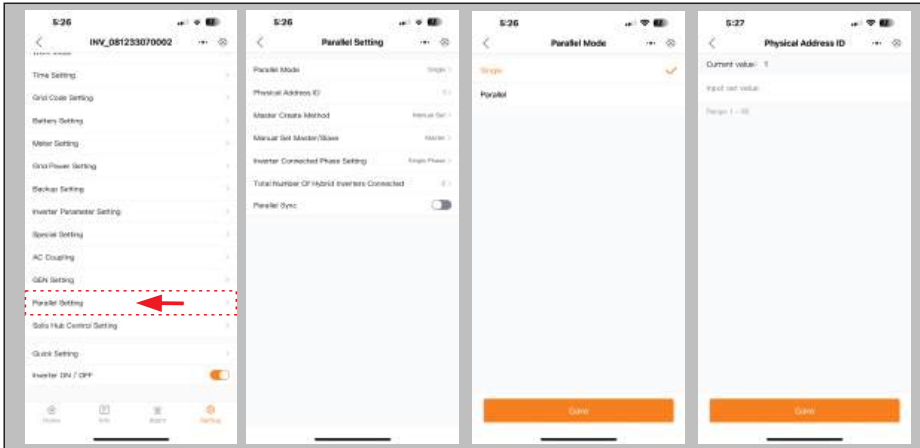 5:26
INV_081233070002
Time Setting
Grid Code Setting
Battery Setting
Meter Setting
Grid Power Setting
Backup Setting
Inverter Parameter Setting
Special Setting
AC Coupling
GEN Setting
Parallel Setting
Solis Hub Control Setting
Quick Setting
Inverter ON / OFF
Home
Info
Alarm
Setting
5:26
Parallel Setting
Parallel Mode Single
Physical Address ID
Master Create Method Manual Set
Manual Set Master/Slave Master
Inverter Connected Phase Setting Single Phase
Total Number Of Hybrid Inverters Connected
Parallel Sync
5:26
Parallel Mode
Single
Parallel
Save
5:27
Physical Address ID
Current value: 1
Input set value
Save